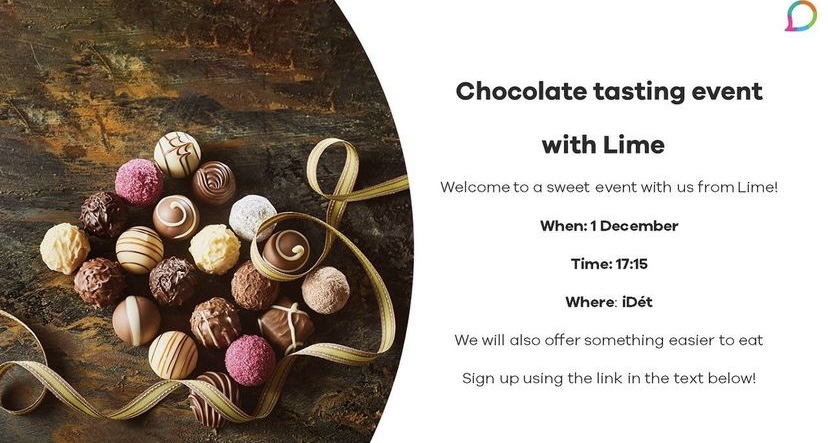 Chocolate tasting event
with Lime
Welcome to a sweet event with us from Lime!
When: 1 December
Time: 17:15
Where: iDét
We will also offer something easier to eat
Sign up using the link in the text below!